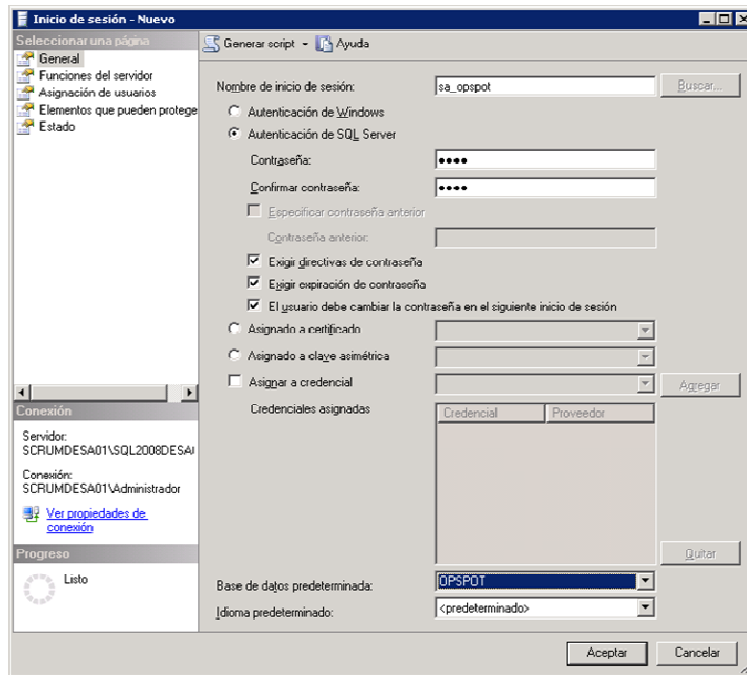 Inicio de sesión - Nuevo
Seleccionar una página
General
Funciones del servidor
Asignación de usuarios
Elementos que pueden protege
Estado
Generar script
Ayuda
Nombre de inicio de sesión:
sa_opspot
Buscar...
Autenticación de Windows
Autenticación de SQL Server
Contraseña:
●●●●
Confirmar contraseña:
●●●●
Especificar contraseña anterior
Contraseña anterior:
Exigir directivas de contraseña
Exigir expiración de contraseña
El usuario debe cambiar la contraseña en el siguiente inicio de sesión
Asignado a certificado
Asignado a clave asimétrica
Asignar a credencial
Agregar
Credenciales asignadas
Credencial
Proveedor
Quitar
Base de datos predeterminada:
OPSPOT
Idioma predeterminado:
<predeterminado>
Conexión
Servidor:
SCRUMDESA01\SQL2008DESA
Conexión:
SCRUMDESA01\Administrador
Ver propiedades de
conexión
Progreso
Listo
Aceptar
Cancelar